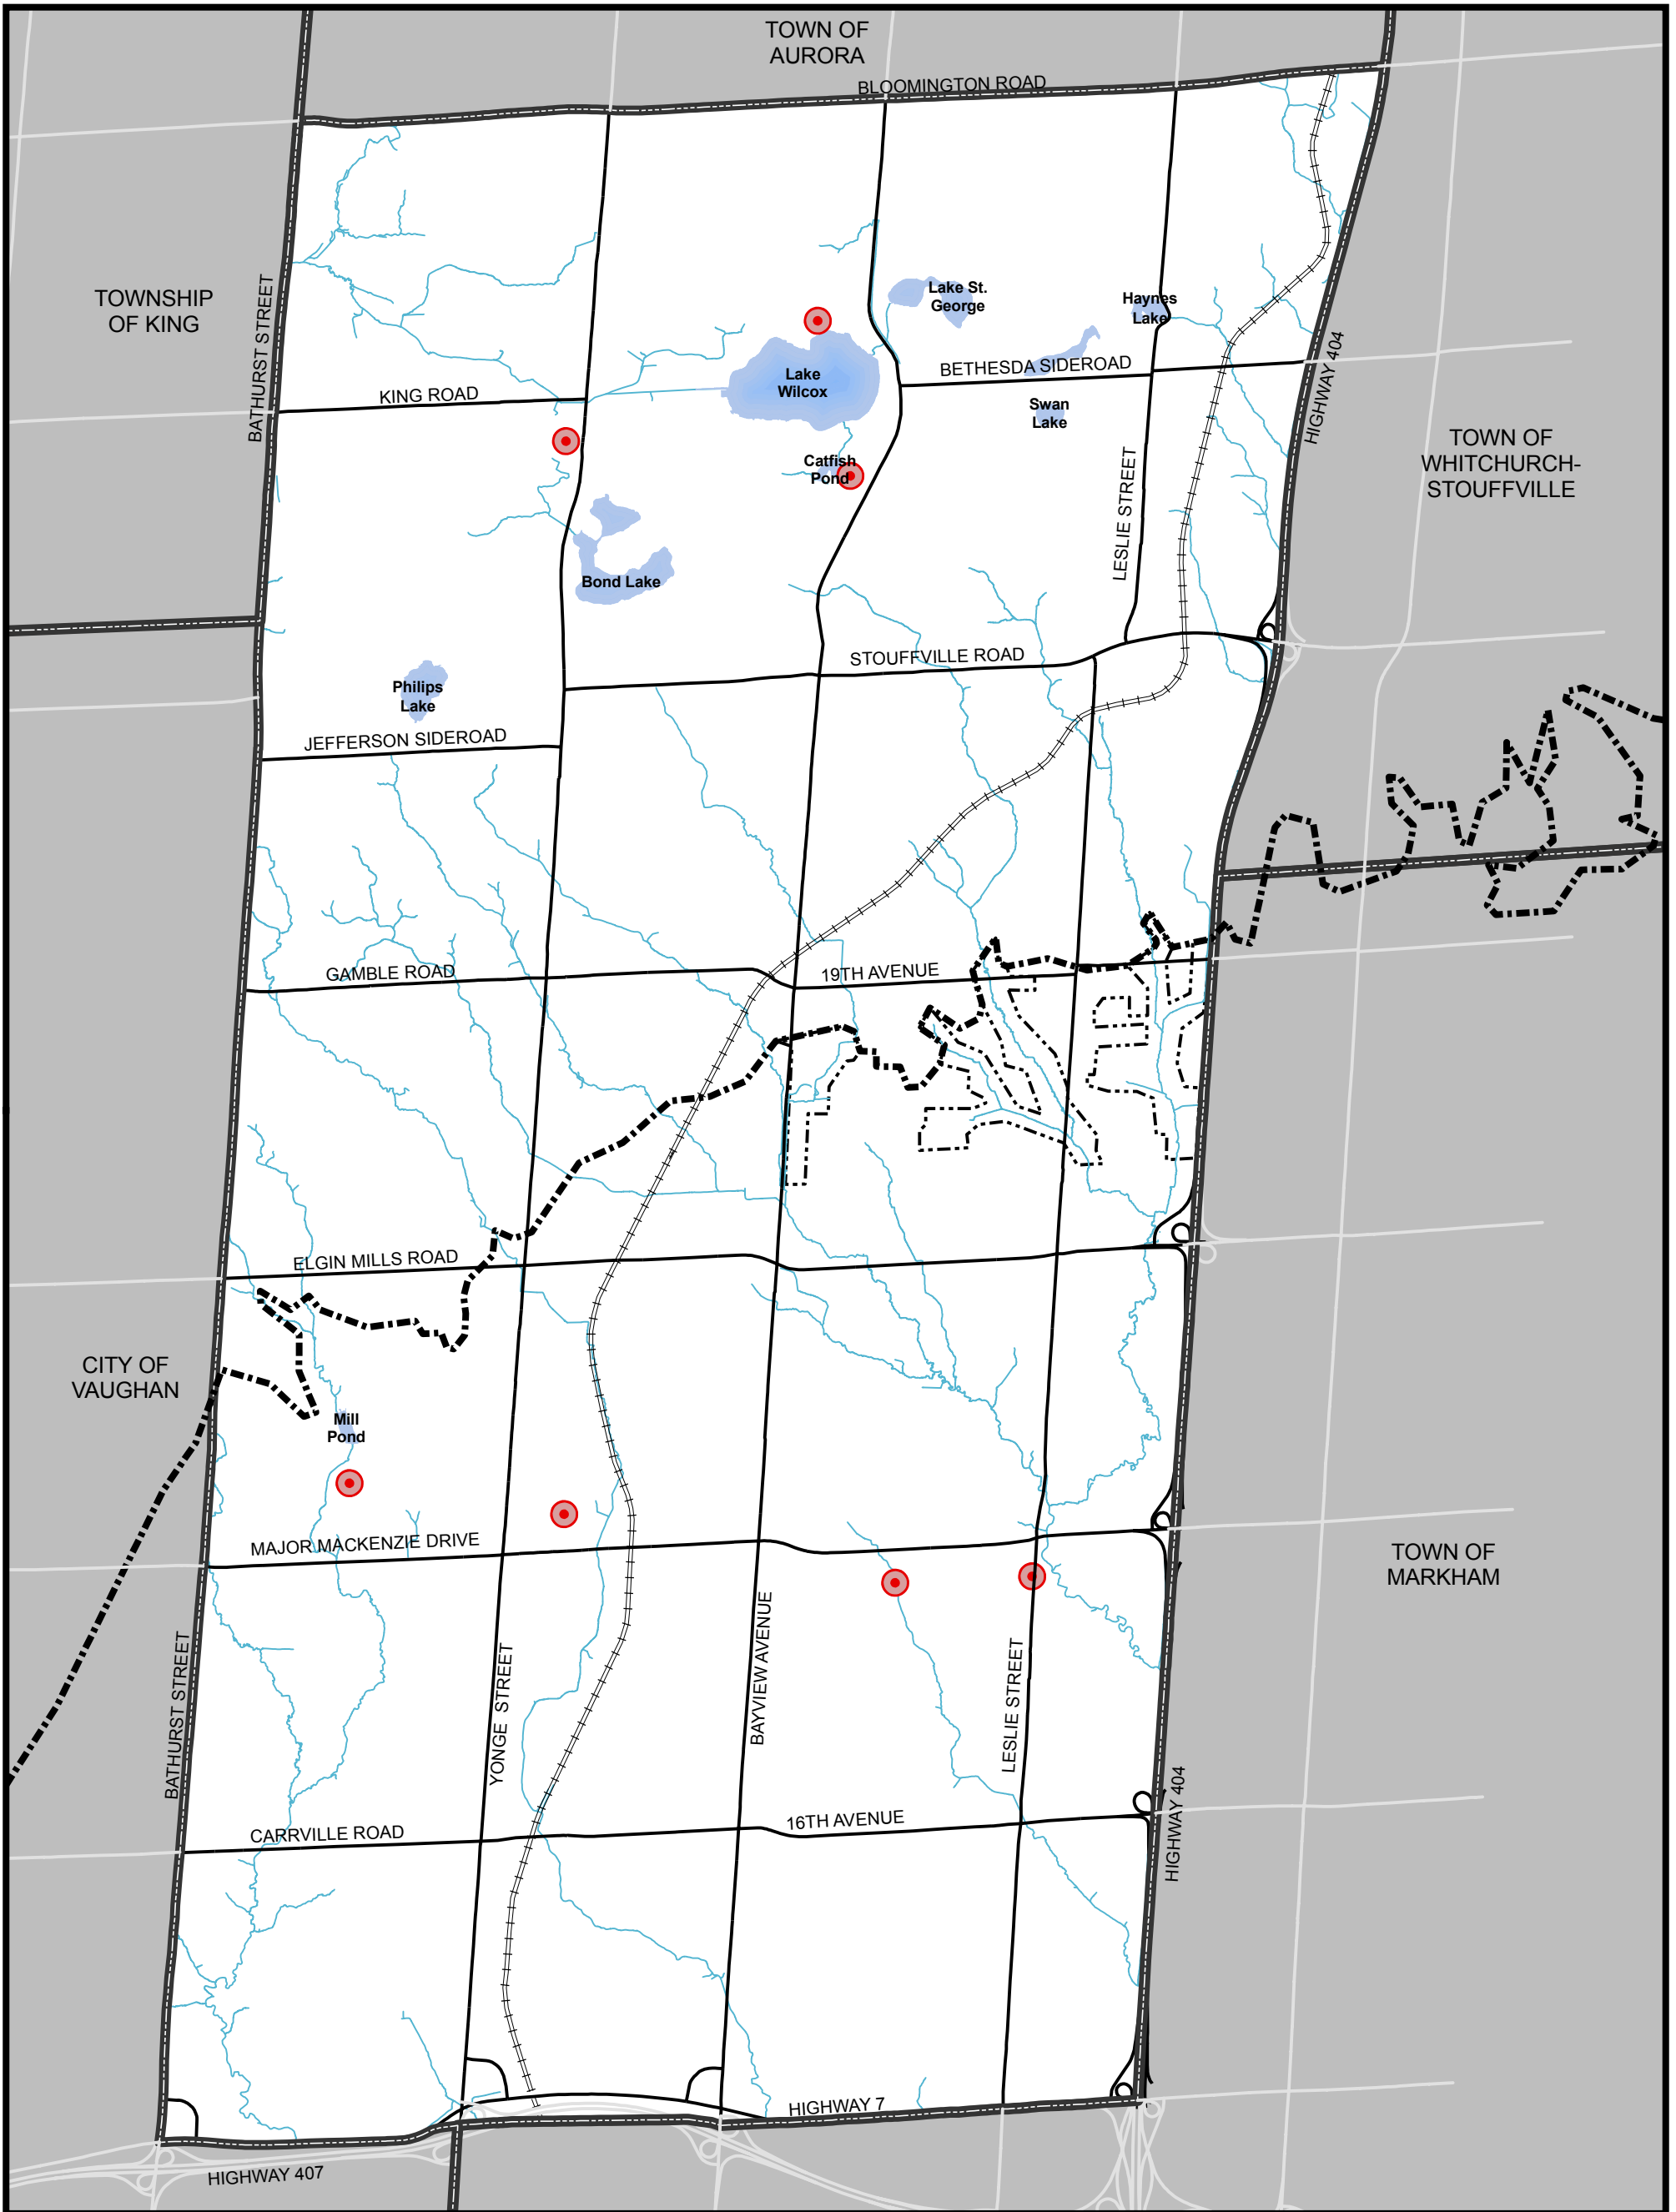 TOWN OF
AURORA
BLOOMINGTON ROAD
TOWNSHIP
OF KING
BATHURST STREET
Lake St.
George
Haynes
Lake
HIGHWAY 404
KING ROAD
Lake
Wilcox
BETHESDA SIDEROAD
Swan
Lake
TOWN OF
WHITCHURCH-
STOUFFVILLE
Catfish
Pond
LESLIE STREET
Bond Lake
STOUFFVILLE ROAD
Philips
Lake
JEFFERSON SIDEROAD
GAMBLE ROAD
19TH AVENUE
ELGIN MILLS ROAD
CITY OF
VAUGHAN
Mill
Pond
MAJOR MACKENZIE DRIVE
TOWN OF
MARKHAM
BATHURST STREET
YONGE STREET
BAYVIEW AVENUE
LESLIE STREET
HIGHWAY 404
CARRVILLE ROAD
16TH AVENUE
HIGHWAY 7
HIGHWAY 407